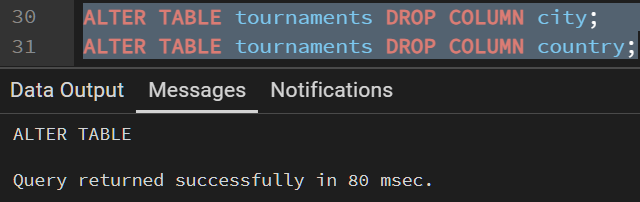 30 ALTER TABLE tournaments DROP COLUMN city;
31 ALTER TABLE tournaments DROP COLUMN country;
Data Output Messages Notifications
ALTER TABLE
Query returned successfully in 80 msec.